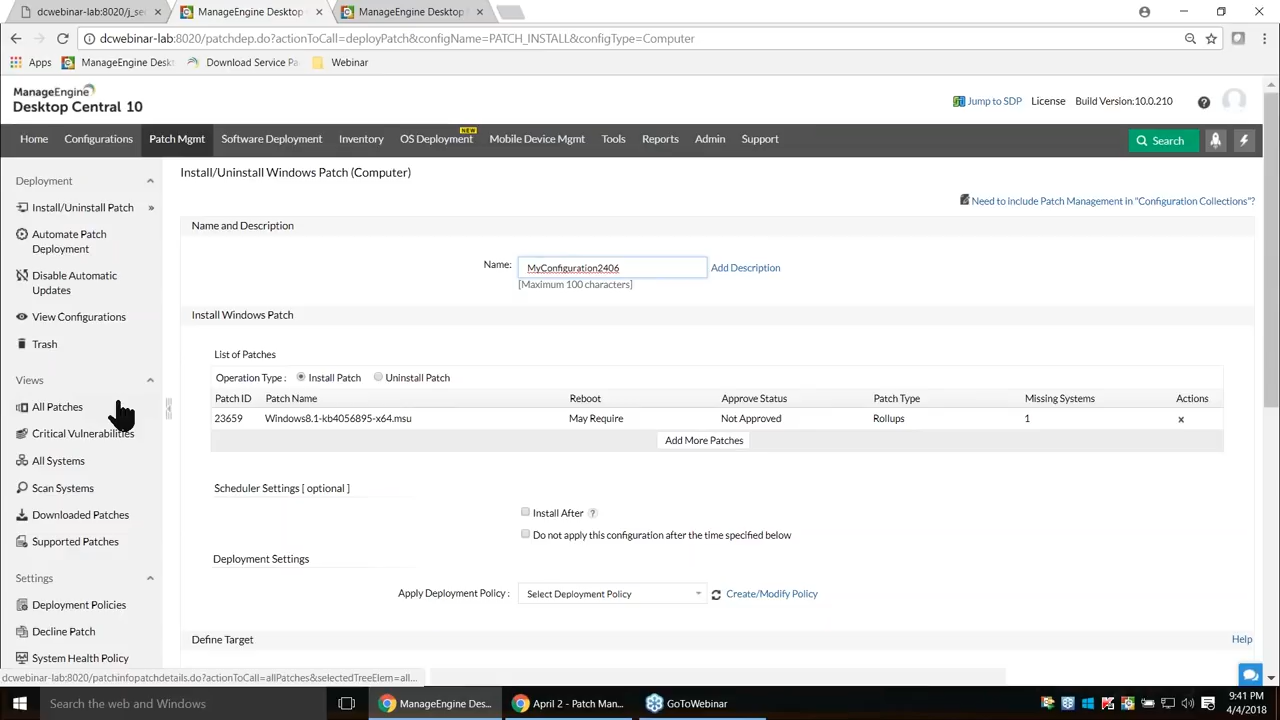 dcwebinar-lab:8020/j_se
ManageEngine Desktop
ManageEngine Desktop
dcwebinar-lab:8020/patchdep.do?actionToCall=deployPatch&configName=PATCH_INSTALL&configType=Computer
Apps
ManageEngine Desk
Download Service Pa
Webinar
ManageEngine
Desktop Central 10
Jump to SDP
License
Build Version:10.0.210
Home
Configurations
Patch Mgmt
Software Deployment
Inventory
OS Deployment
NEW
Mobile Device Mgmt
Tools
Reports
Admin
Support
Search
Deployment
Install/Uninstall Patch
Automate Patch
Deployment
Disable Automatic
Updates
View Configurations
Trash
Views
All Patches
Critical Vulnerabilities
All Systems
Scan Systems
Downloaded Patches
Supported Patches
Settings
Deployment Policies
Decline Patch
System Health Policy
Install/Uninstall Windows Patch (Computer)
Need to include Patch Management in "Configuration Collections"?
Name and Description
Name: MyConfiguration2406 Add Description
[Maximum 100 characters]
Install Windows Patch
List of Patches
Operation Type : Install Patch Uninstall Patch
Patch ID Patch Name Reboot Approve Status Patch Type Missing Systems Actions
23659 Windows8.1-kb4056895-x64.msu May Require Not Approved Rollups 1 x
Add More Patches
Scheduler Settings [ optional ]
Install After ?
Do not apply this configuration after the time specified below
Deployment Settings
Apply Deployment Policy : Select Deployment Policy Create/Modify Policy
Define Target Help
dcwebinar-lab:8020/patchinfopatchdetails.do?actionToCall=allPatches&selectedTreeElem=all...
Search the web and Windows
ManageEngine Des...
April 2 - Patch Man...
GoToWebinar
9:41 PM
4/4/2018